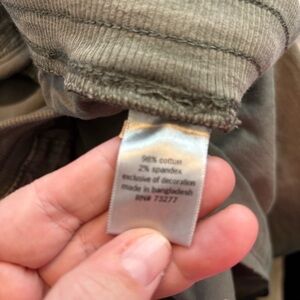 98% cotton
2% spandex
exclusive of decoration
made in bangladesh
RN# 73277